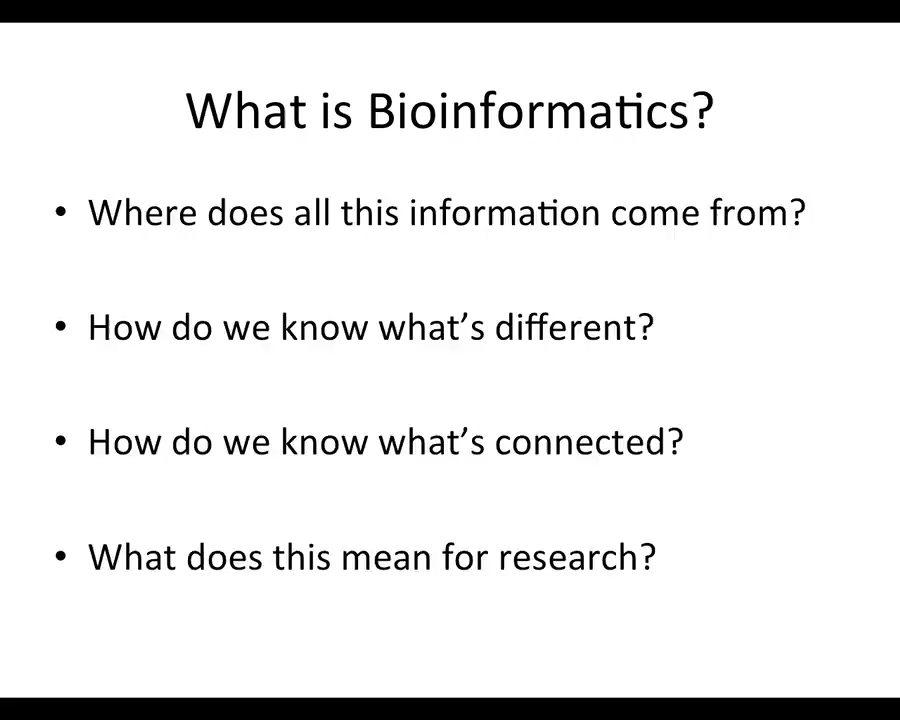 What is Bioinformatics?
• Where does all this information come from?
• How do we know what’s different?
• How do we know what’s connected?
• What does this mean for research?